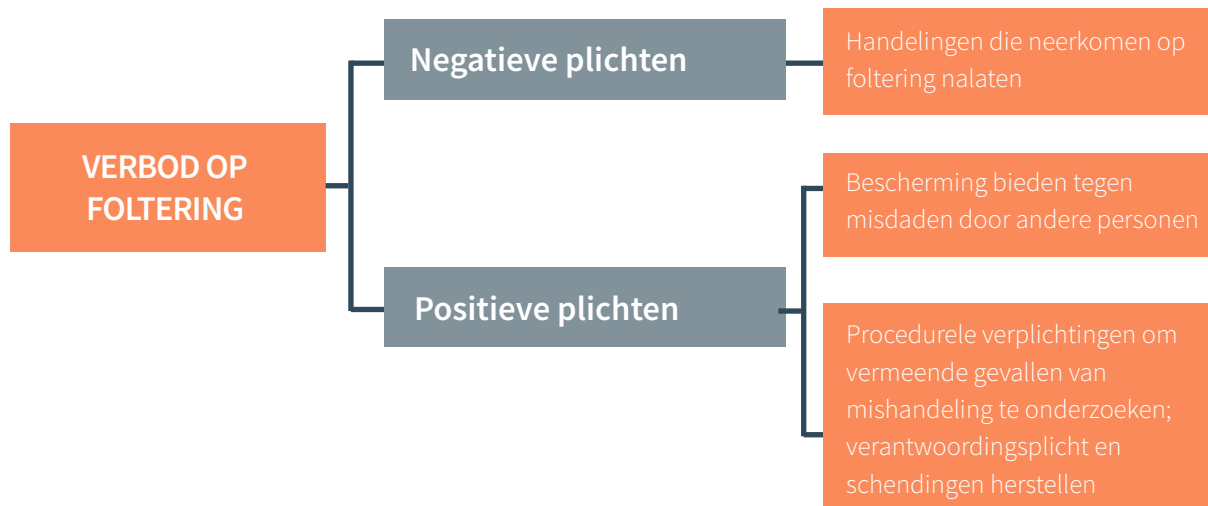 VERBOD OP
FOLTERING
Negatieve plichten
Handelingen die neerkomen op
foltering nalaten
Positieve plichten
Bescherming bieden tegen
misdaden door andere personen
Procedurele verplichtingen om
vermeende gevallen van
mishandeling te onderzoeken;
verantwoordingsplicht en
schendingen herstellen